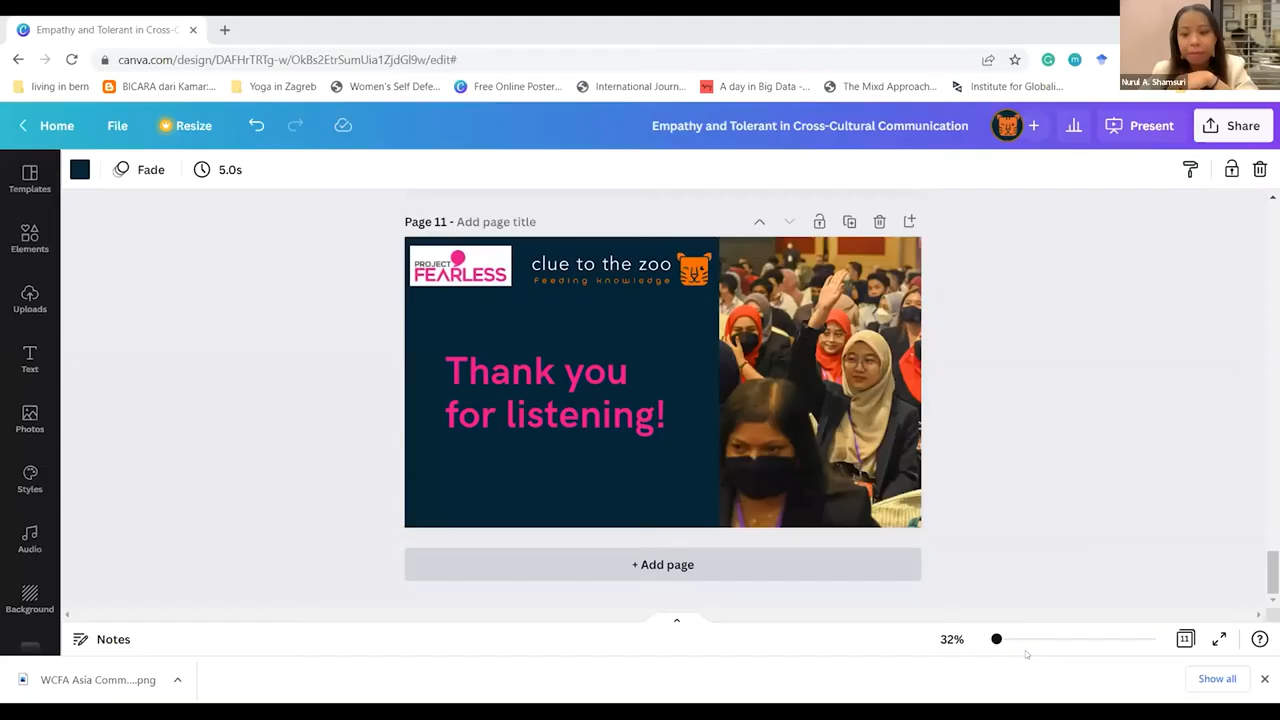 Empathy and Tolerant in Cross-C
canva.com/design/DAFHrTRTg-w/OkBs2EtrSumUia1ZjdGl9w/edit#
living in bern
BICARA dari Kamar:...
Yoga in Zagreb
Women's Self Defe...
Free Online Poster...
International Journ...
A day in Big Data -...
The Mixd Approach...
Institute for Globali...
Nurul A. Shamsuri
Home
File
Resize
Empathy and Tolerant in Cross-Cultural Communication
Present
Share
Fade
5.0s
Templates
Elements
Uploads
Text
Photos
Styles
Audio
Background
Page 11 - Add page title
PROJECT
FEARLESS
clue to the zoo
Feeding knowledge
Thank you
for listening!
+ Add page
Notes
32%
11
WCFA Asia Comm....png
Show all